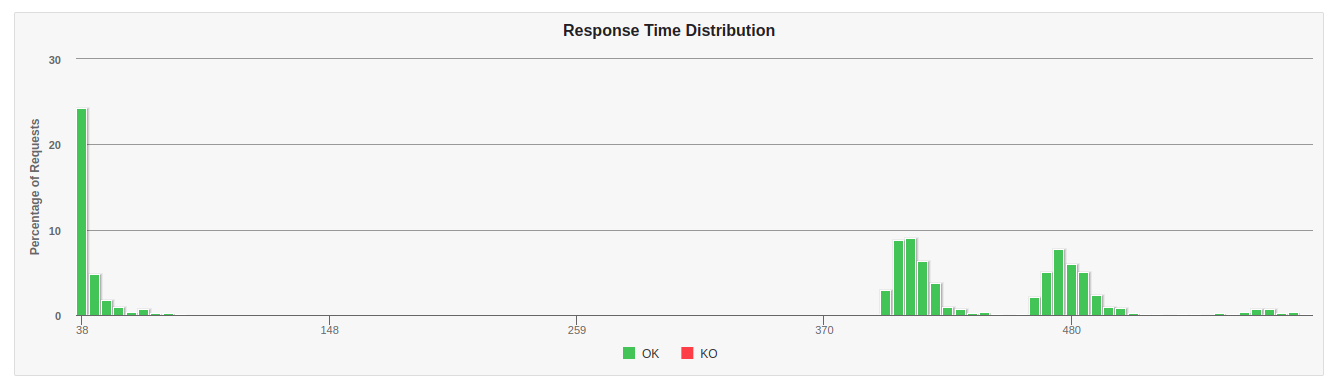 Response Time Distribution
30
20
10
0
Percentage of Requests
38 148 259 370 480
OK KO